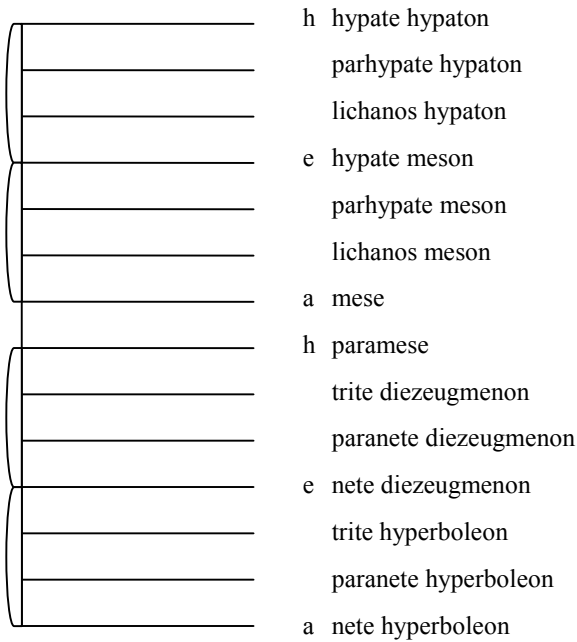 h hypate hypaton
parhypate hypaton
lichanos hypaton
e hypate meson
parhypate meson
lichanos meson
a mese
h paramese
trite diezeugmenon
paranete diezeugmenon
e nete diezeugmenon
trite hyperboleon
paranete hyperboleon
a nete hyperboleon